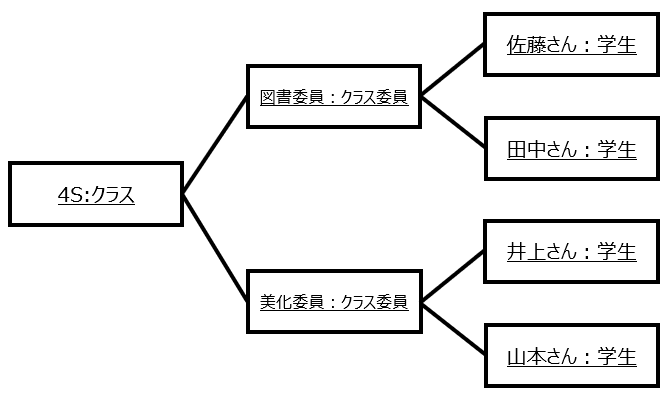 佐藤さん：学生
図書委員：クラス委員
田中さん：学生
4S:クラス
井上さん：学生
美化委員：クラス委員
山本さん：学生